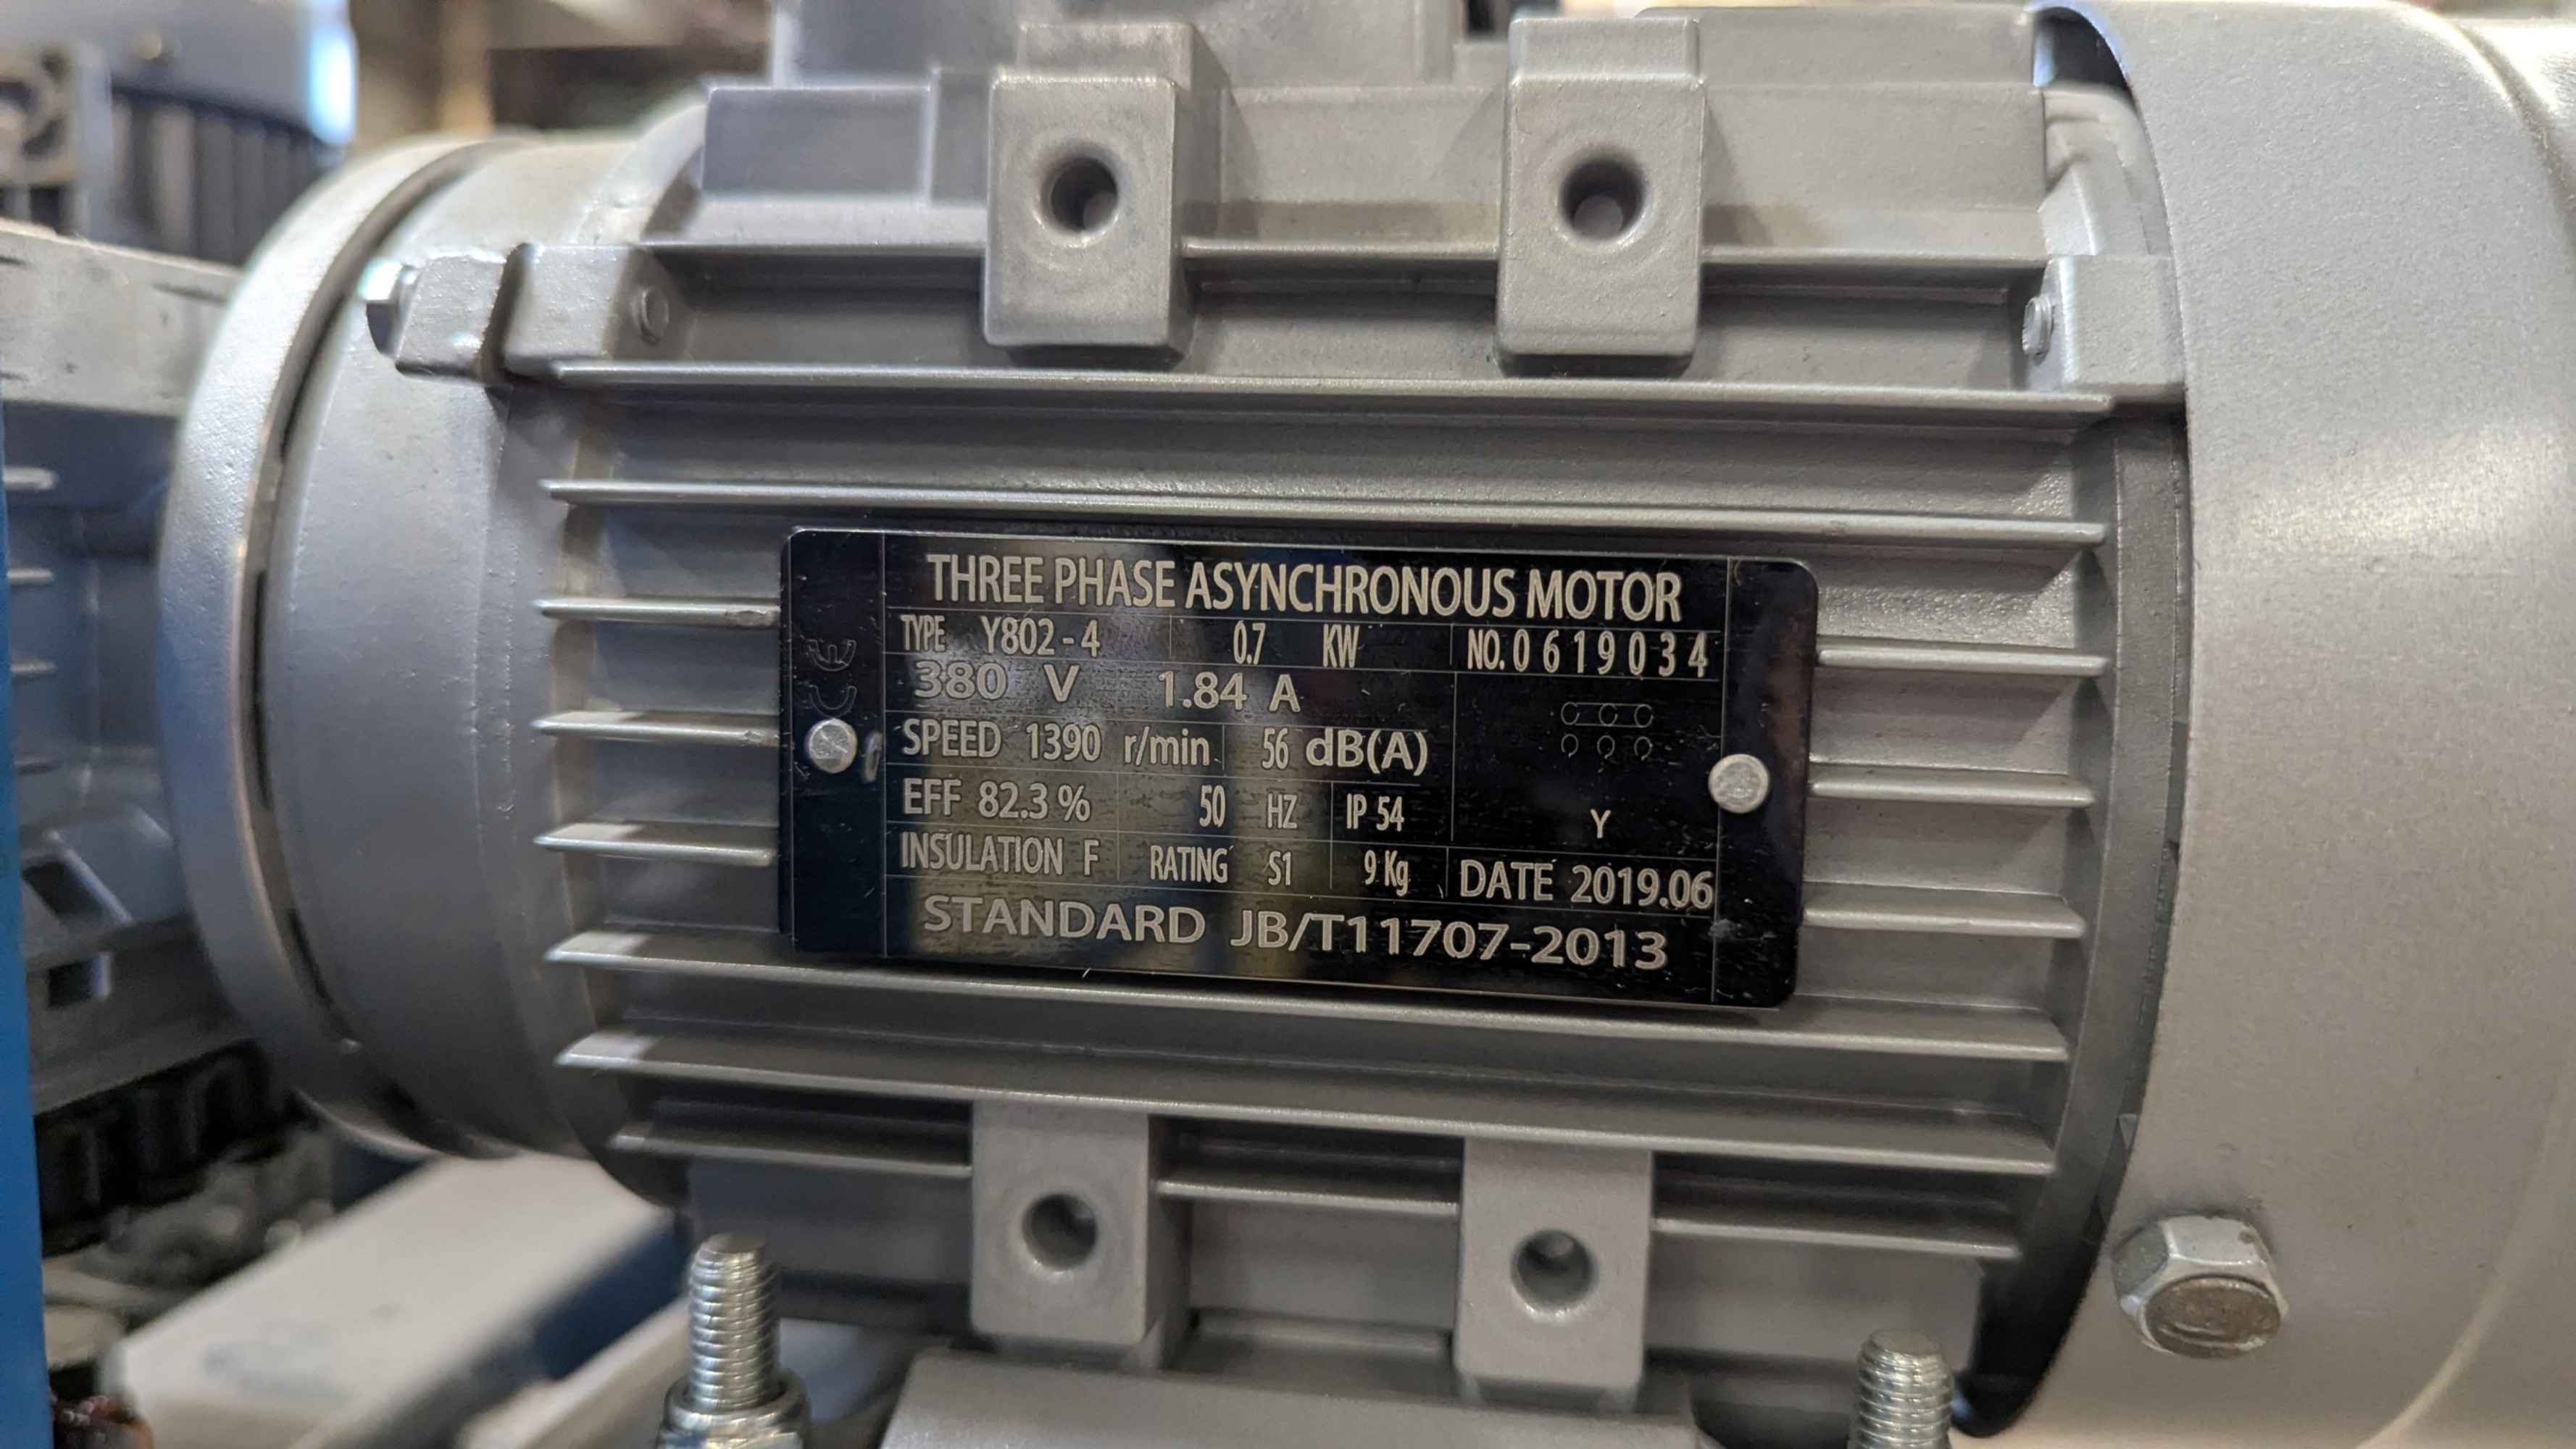 THREE PHASE ASYNCHRONOUS MOTOR
TYPE Y802-4 0.7 KW NO.0619034
380 V 1.84 A
SPEED 1390 r/min 56 dB(A)
EFF 82.3 % 50 HZ IP 54 Y
INSULATION F RATING S1 9 Kg DATE 2019.06
STANDARD JB/T11707-2013
CE